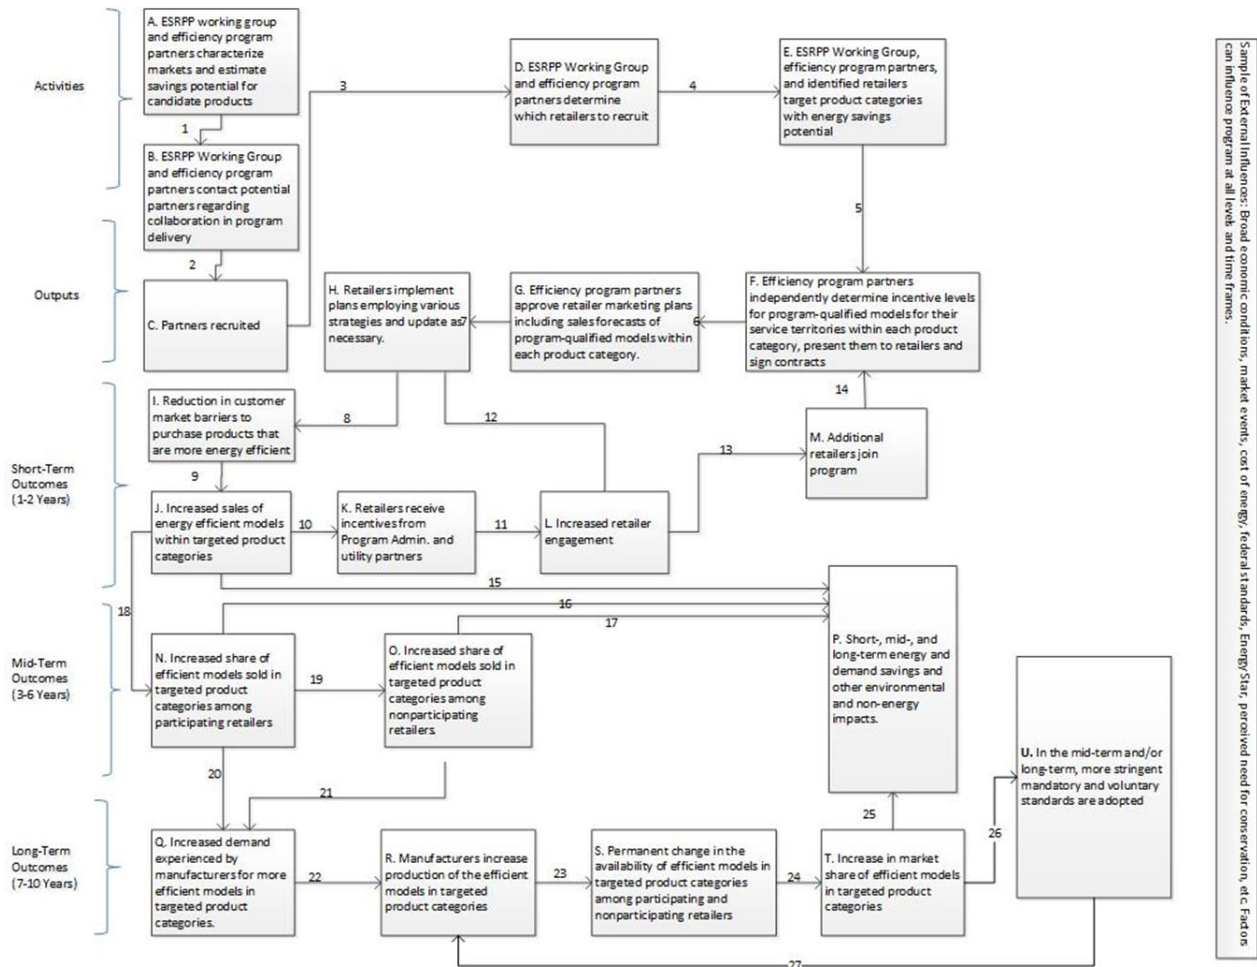 Activities
A. ESRPP working group
and efficiency program
partners characterize
markets and estimate
savings potential for
candidate products
1
B. ESRPP Working Group
and efficiency program
partners contact potential
partners regarding
collaboration in program
delivery
2
3
D. ESRPP Working Group
and efficiency program
partners determine
which retailers to recruit
4
E. ESRPP Working Group,
efficiency program partners,
and identified retailers
target product categories
with energy savings
potential
5
Outputs
C. Partners recruited
H. Retailers implement
plans employing various
strategies and update as
necessary.
7
G. Efficiency program partners
approve retailer marketing plans
including sales forecasts of
program-qualified models within
each product category.
6
F. Efficiency program partners
independently determine incentive levels
for program-qualified models for their
service territories within each product
category, present them to retailers and
sign contracts
14
Short-Term
Outcomes
(1-2 Years)
I. Reduction in customer
market barriers to
purchase products that
are more energy efficient
8
12
13
M. Additional
retailers join
program
9
J. Increased sales of
energy efficient models
within targeted product
categories
10
K. Retailers receive
incentives from
Program Admin. and
utility partners
11
L. Increased retailer
engagement
15
16
17
18
Mid-Term
Outcomes
(3-6 Years)
N. Increased share of
efficient models sold in
targeted product
categories among
participating retailers
19
O. Increased share of
efficient models sold in
targeted product
categories among
nonparticipating
retailers.
P. Short-, mid-, and
long-term energy and
demand savings and
other environmental
and non-energy
impacts.
U. In the mid-term and/or
long-term, more stringent
mandatory and voluntary
standards are adopted
20
21
25
26
Long-Term
Outcomes
(7-10 Years)
Q. Increased demand
experienced by
manufacturers for more
efficient models in
targeted product
categories.
22
R. Manufacturers increase
production of the efficient
models in targeted
product categories
23
S. Permanent change in the
availability of efficient models in
targeted product categories
among participating and
nonparticipating retailers
24
T. Increase in market
share of efficient models
in targeted product
categories
27
Sample of External Influences: Broad economic conditions, market events, cost of energy, federal standards, Energy Star, perceived need for conservation, etc. Factors
can influence program at all levels and time frames.